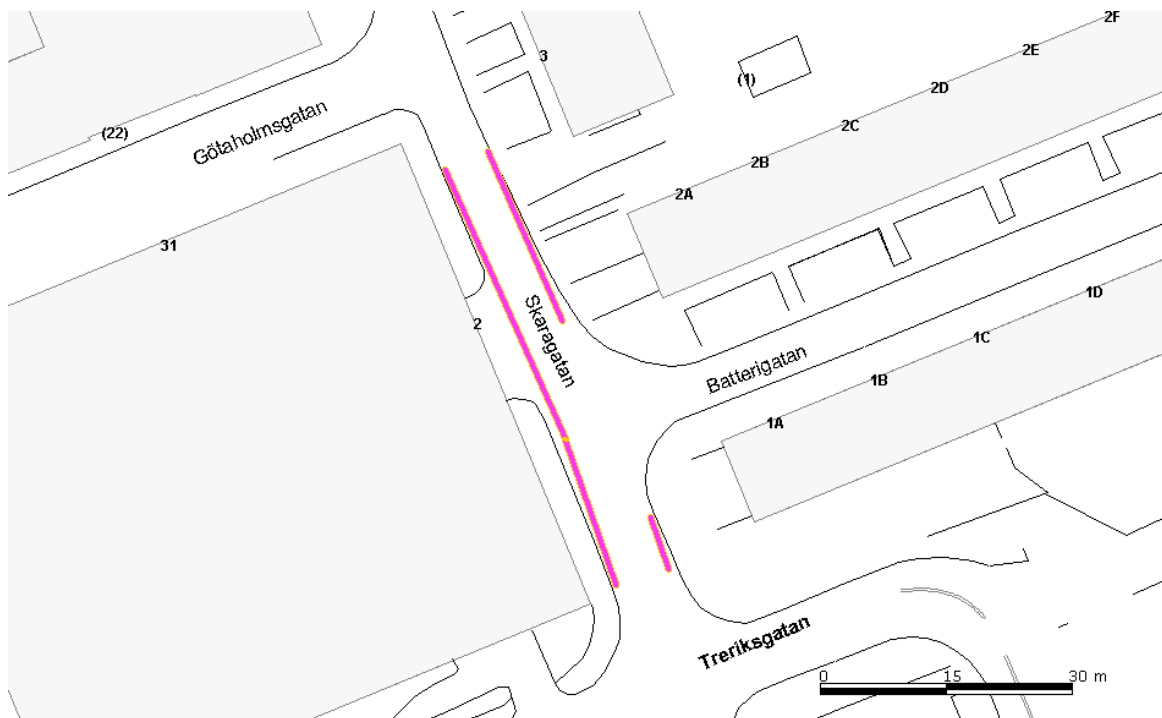 2F
2E
3
(1)
2D
2C
(22)
Götaholmsgatan
2B
2A
31
1D
2
Skaragatan
1C
Batterigatan
1B
1A
Treriksgatan
0 15 30 m